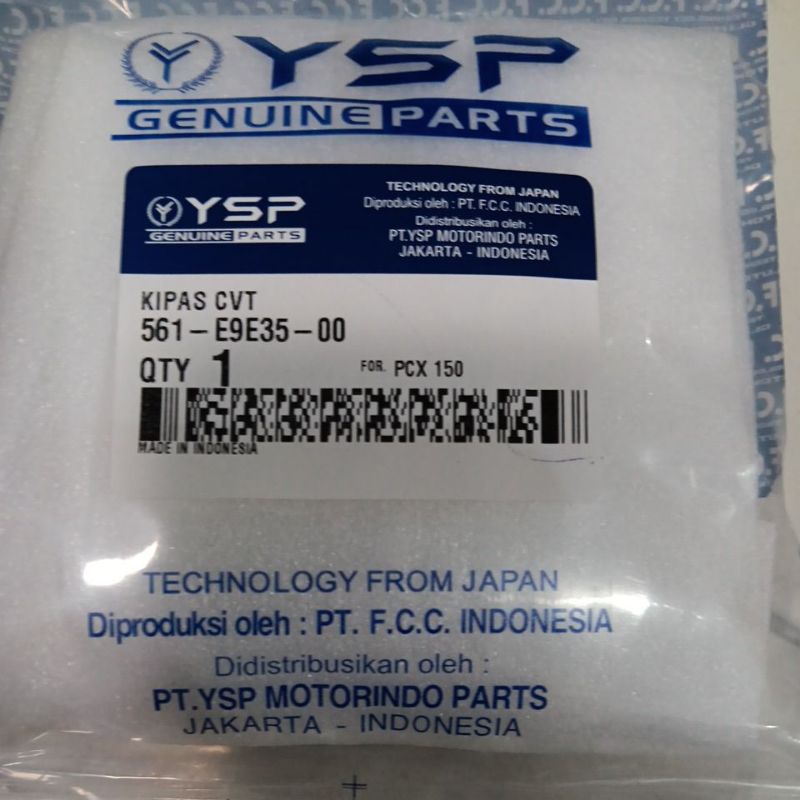 YSP
GENUINE PARTS
YSP
GENUINE PARTS
TECHNOLOGY FROM JAPAN
Diproduksi oleh : PT. F.C.C. INDONESIA
Didistribusikan oleh :
PT.YSP MOTORINDO PARTS
JAKARTA - INDONESIA
KIPAS CVT
561-E9E35-00
QTY 1 FOR. PCX 150
MADE IN INDONESIA
TECHNOLOGY FROM JAPAN
Diproduksi oleh : PT. F.C.C. INDONESIA
Didistribusikan oleh :
PT.YSP MOTORINDO PARTS
JAKARTA - INDONESIA